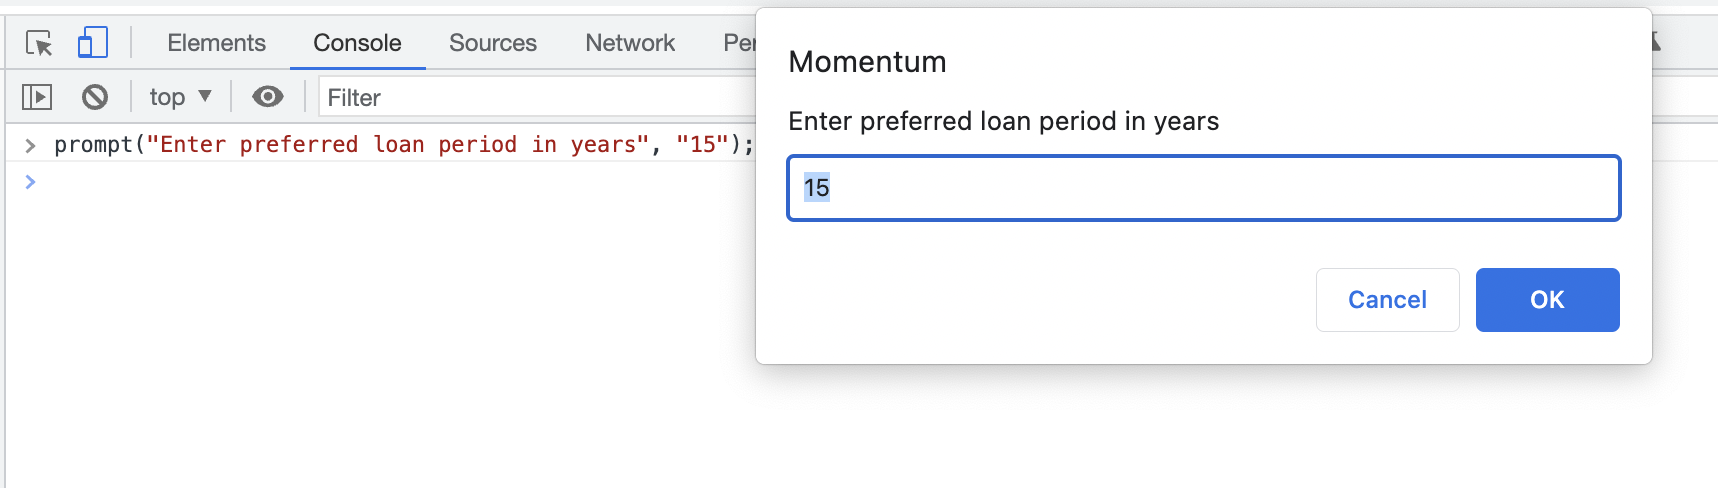 Elements Console Sources Network Per
top Filter
> prompt("Enter preferred loan period in years", "15");
>
Momentum
Enter preferred loan period in years
15
Cancel OK